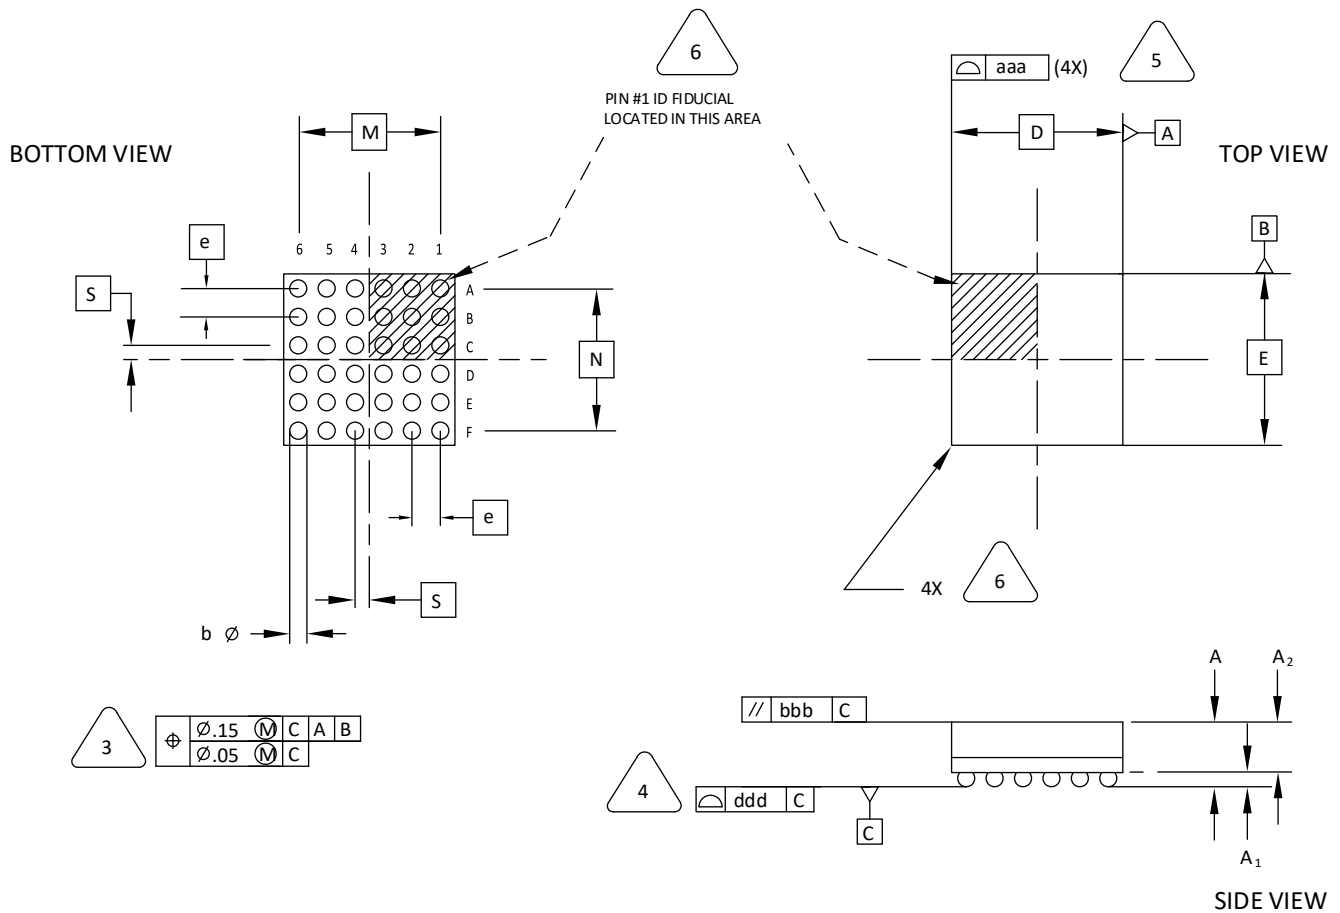 6
PIN #1 ID FIDUCIAL
LOCATED IN THIS AREA
aaa (4X)
5
M
D
A
BOTTOM VIEW
TOP VIEW
B
e
6 5 4 3 2 1
S
A
B
C
D
E
F
N
E
e
S
4X
6
b ⌀
A
A₂
// bbb C
3
⌖ ⌀.15 Ⓜ C A B
⌀.05 Ⓜ C
4
ddd C
C
A₁
SIDE VIEW